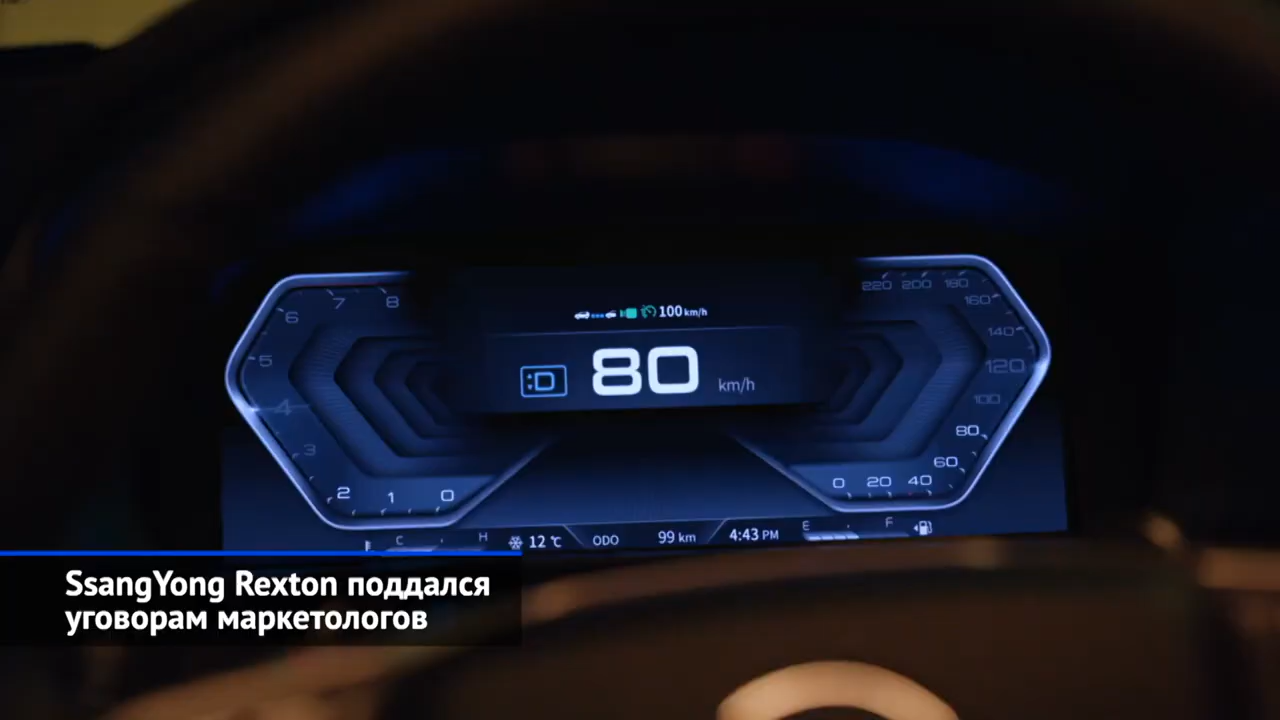 100 km/h
D 80 km/h
8
7
6
5
4
3
2
1
0
220 200 180
160
140
120
100
80
60
0 20 40
C H
12 ℃
ODO 99 km
4:43 PM
E F
SsangYong Rexton поддался
уговорам маркетологов